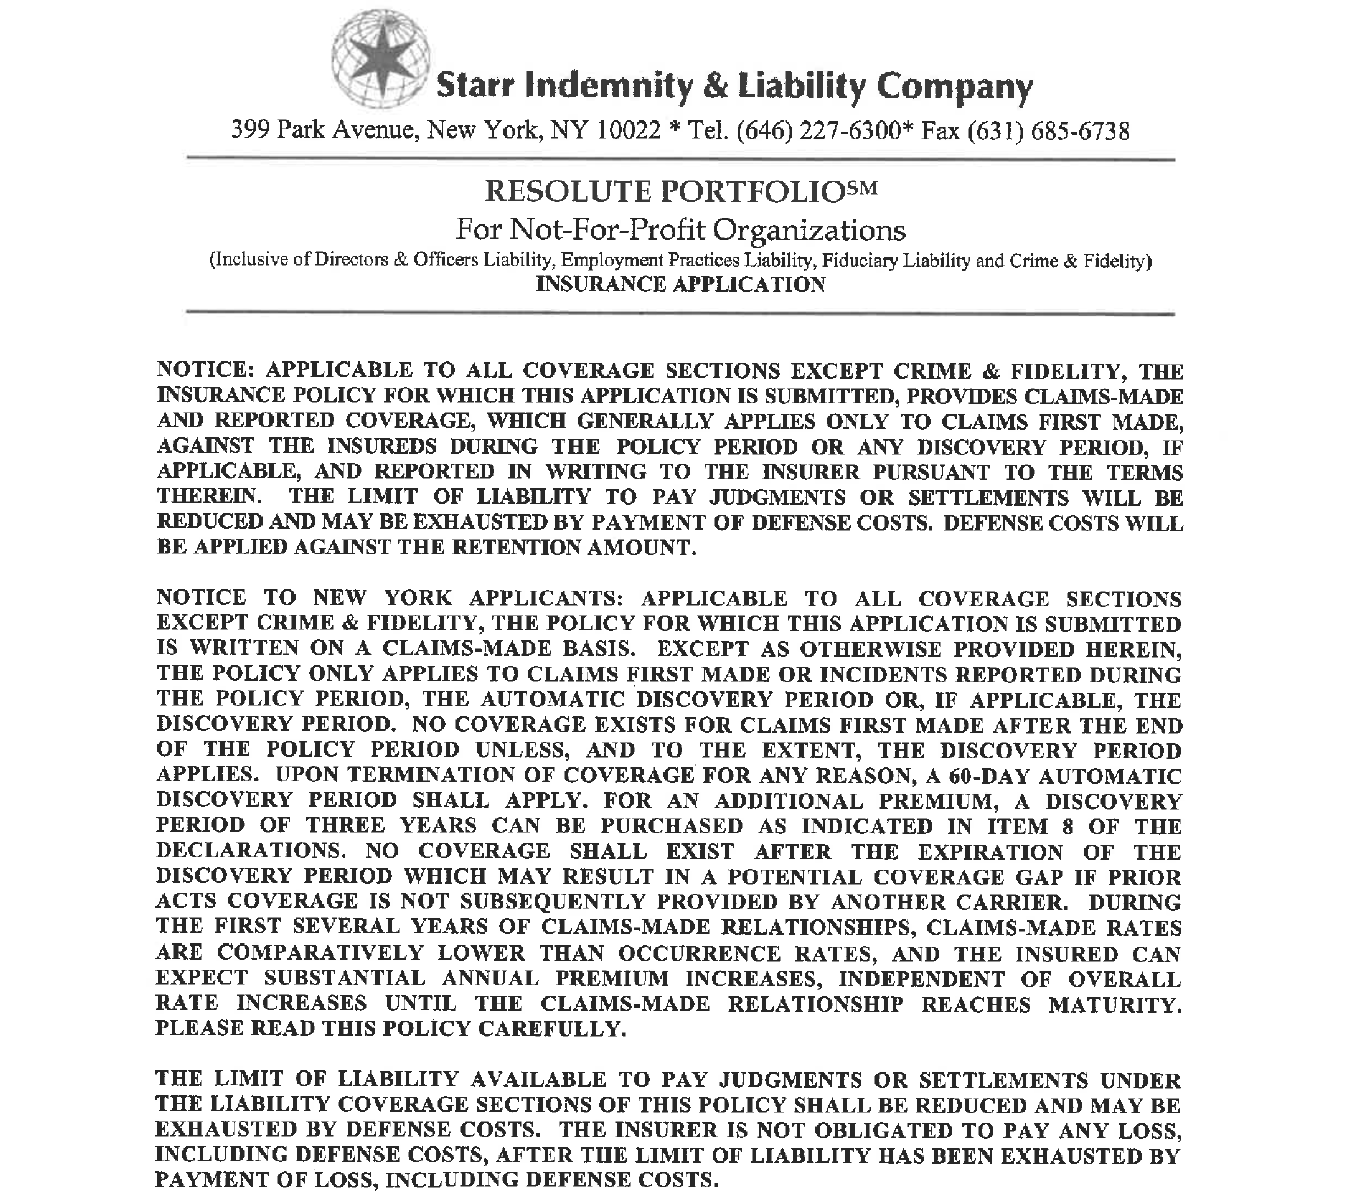 Starr Indemnity & Liability Company
399 Park Avenue, New York, NY 10022 * Tel. (646) 227-6300* Fax (631) 685-6738
RESOLUTE PORTFOLIO℠
For Not-For-Profit Organizations
(Inclusive of Directors & Officers Liability, Employment Practices Liability, Fiduciary Liability and Crime & Fidelity)
INSURANCE APPLICATION
NOTICE: APPLICABLE TO ALL COVERAGE SECTIONS EXCEPT CRIME & FIDELITY, THE
INSURANCE POLICY FOR WHICH THIS APPLICATION IS SUBMITTED, PROVIDES CLAIMS-MADE
AND REPORTED COVERAGE, WHICH GENERALLY APPLIES ONLY TO CLAIMS FIRST MADE,
AGAINST THE INSUREDS DURING THE POLICY PERIOD OR ANY DISCOVERY PERIOD, IF
APPLICABLE, AND REPORTED IN WRITING TO THE INSURER PURSUANT TO THE TERMS
THEREIN. THE LIMIT OF LIABILITY TO PAY JUDGMENTS OR SETTLEMENTS WILL BE
REDUCED AND MAY BE EXHAUSTED BY PAYMENT OF DEFENSE COSTS. DEFENSE COSTS WILL
BE APPLIED AGAINST THE RETENTION AMOUNT.
NOTICE TO NEW YORK APPLICANTS: APPLICABLE TO ALL COVERAGE SECTIONS
EXCEPT CRIME & FIDELITY, THE POLICY FOR WHICH THIS APPLICATION IS SUBMITTED
IS WRITTEN ON A CLAIMS-MADE BASIS. EXCEPT AS OTHERWISE PROVIDED HEREIN,
THE POLICY ONLY APPLIES TO CLAIMS FIRST MADE OR INCIDENTS REPORTED DURING
THE POLICY PERIOD, THE AUTOMATIC DISCOVERY PERIOD OR, IF APPLICABLE, THE
DISCOVERY PERIOD. NO COVERAGE EXISTS FOR CLAIMS FIRST MADE AFTER THE END
OF THE POLICY PERIOD UNLESS, AND TO THE EXTENT, THE DISCOVERY PERIOD
APPLIES. UPON TERMINATION OF COVERAGE FOR ANY REASON, A 60-DAY AUTOMATIC
DISCOVERY PERIOD SHALL APPLY. FOR AN ADDITIONAL PREMIUM, A DISCOVERY
PERIOD OF THREE YEARS CAN BE PURCHASED AS INDICATED IN ITEM 8 OF THE
DECLARATIONS. NO COVERAGE SHALL EXIST AFTER THE EXPIRATION OF THE
DISCOVERY PERIOD WHICH MAY RESULT IN A POTENTIAL COVERAGE GAP IF PRIOR
ACTS COVERAGE IS NOT SUBSEQUENTLY PROVIDED BY ANOTHER CARRIER. DURING
THE FIRST SEVERAL YEARS OF CLAIMS-MADE RELATIONSHIPS, CLAIMS-MADE RATES
ARE COMPARATIVELY LOWER THAN OCCURRENCE RATES, AND THE INSURED CAN
EXPECT SUBSTANTIAL ANNUAL PREMIUM INCREASES, INDEPENDENT OF OVERALL
RATE INCREASES UNTIL THE CLAIMS-MADE RELATIONSHIP REACHES MATURITY.
PLEASE READ THIS POLICY CAREFULLY.
THE LIMIT OF LIABILITY AVAILABLE TO PAY JUDGMENTS OR SETTLEMENTS UNDER
THE LIABILITY COVERAGE SECTIONS OF THIS POLICY SHALL BE REDUCED AND MAY BE
EXHAUSTED BY DEFENSE COSTS. THE INSURER IS NOT OBLIGATED TO PAY ANY LOSS,
INCLUDING DEFENSE COSTS, AFTER THE LIMIT OF LIABILITY HAS BEEN EXHAUSTED BY
PAYMENT OF LOSS, INCLUDING DEFENSE COSTS.